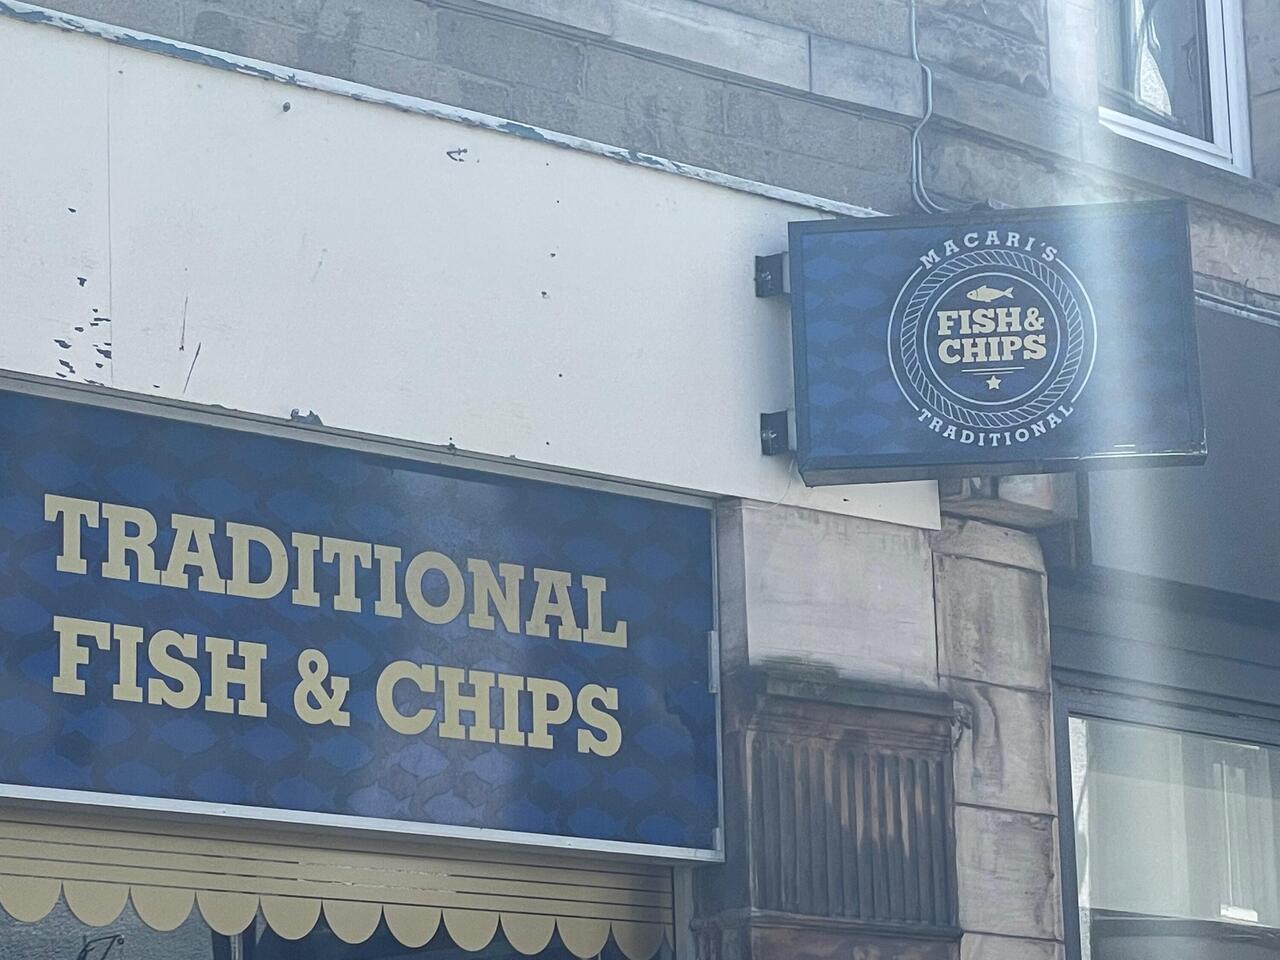 MACARI'S
FISH &
CHIPS
TRADITIONAL
TRADITIONAL
FISH & CHIPS